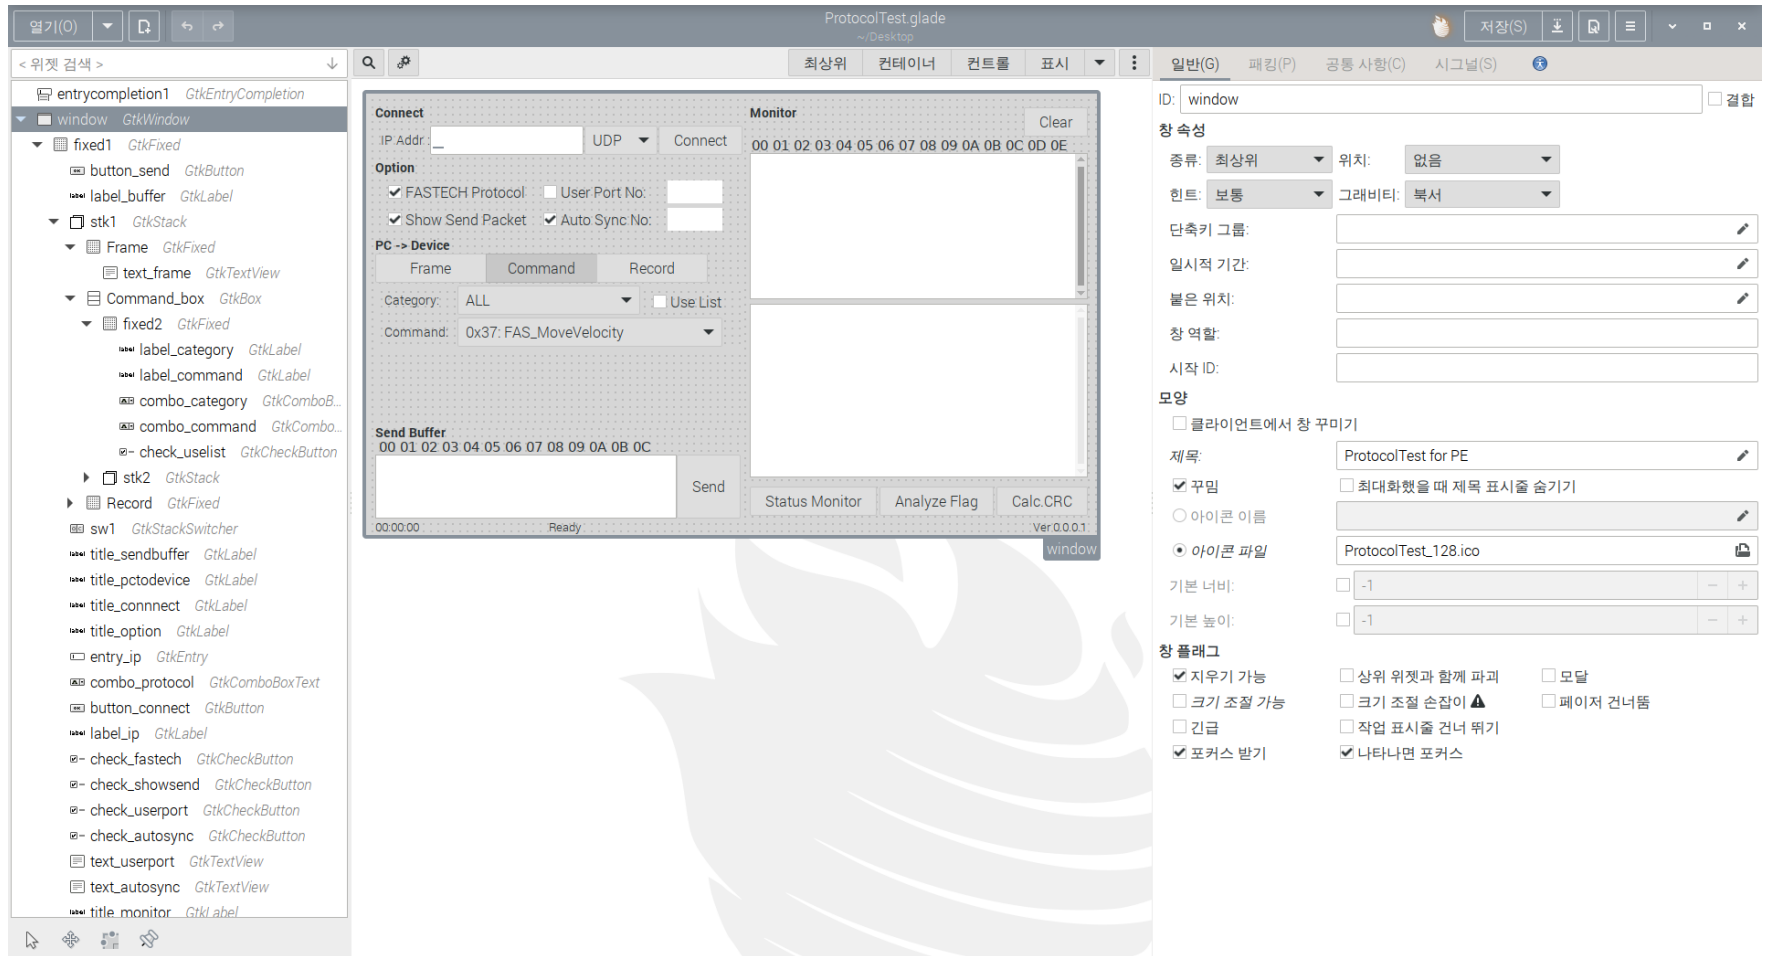 열기(O)
ProtocolTest.glade
~/Desktop
저장(S)
< 위젯 검색 >
entrycompletion1 GtkEntryCompletion
window GtkWindow
fixed1 GtkFixed
button_send GtkButton
label label_buffer GtkLabel
stk1 GtkStack
Frame GtkFixed
text_frame GtkTextView
Command_box GtkBox
fixed2 GtkFixed
label label_category GtkLabel
label label_command GtkLabel
combo_category GtkComboB...
combo_command GtkCombo...
check_uselist GtkCheckButton
stk2 GtkStack
Record GtkFixed
sw1 GtkStackSwitcher
label title_sendbuffer GtkLabel
label title_pctodevice GtkLabel
label title_connnect GtkLabel
label title_option GtkLabel
entry_ip GtkEntry
combo_protocol GtkComboBoxText
button_connect GtkButton
label label_ip GtkLabel
check_fastech GtkCheckButton
check_showsend GtkCheckButton
check_userport GtkCheckButton
check_autosync GtkCheckButton
text_userport GtkTextView
text_autosync GtkTextView
label title_monitor GtkLabel
최상위 컨테이너 컨트롤 표시
Connect
IP Addr: UDP Connect
Option
FASTECH Protocol User Port No:
Show Send Packet Auto Sync No:
PC -> Device
Frame Command Record
Category: ALL Use List
Command: 0x37: FAS_MoveVelocity
Send Buffer
00 01 02 03 04 05 06 07 08 09 0A 0B 0C
Send
00:00:00 Ready
Monitor
Clear
00 01 02 03 04 05 06 07 08 09 0A 0B 0C 0D 0E
Status Monitor Analyze Flag Calc.CRC
Ver 0.0.0.1
window
일반(G) 패킹(P) 공통 사항(C) 시그널(S)
ID: window 결합
창 속성
종류: 최상위 위치: 없음
힌트: 보통 그래비티: 북서
단축키 그룹:
일시적 기간:
붙은 위치:
창 역할:
시작 ID:
모양
클라이언트에서 창 꾸미기
제목: ProtocolTest for PE
꾸밈 최대화했을 때 제목 표시줄 숨기기
아이콘 이름
아이콘 파일 ProtocolTest_128.ico
기본 너비: -1
기본 높이: -1
창 플래그
지우기 가능 상위 위젯과 함께 파괴 모달
크기 조절 가능 크기 조절 손잡이 페이저 건너뜀
긴급 작업 표시줄 건너 뛰기
포커스 받기 나타나면 포커스